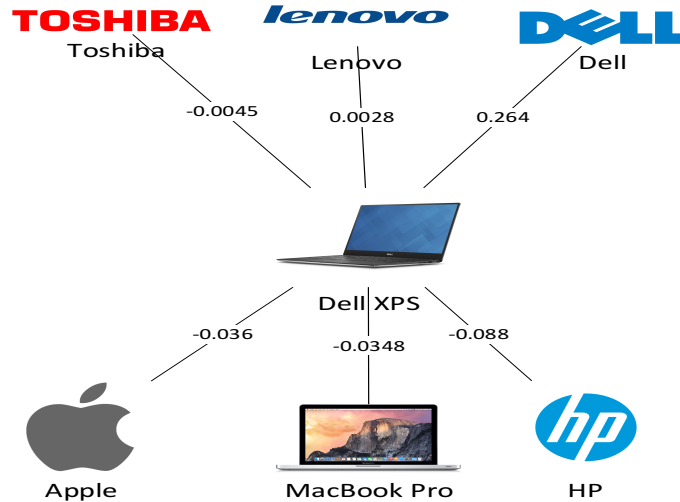 TOSHIBA
lenovo
DELL
Toshiba
Lenovo
Dell
-0.0045
0.0028
0.264
Dell XPS
-0.036
-0.0348
-0.088
hp
Apple
MacBook Pro
HP